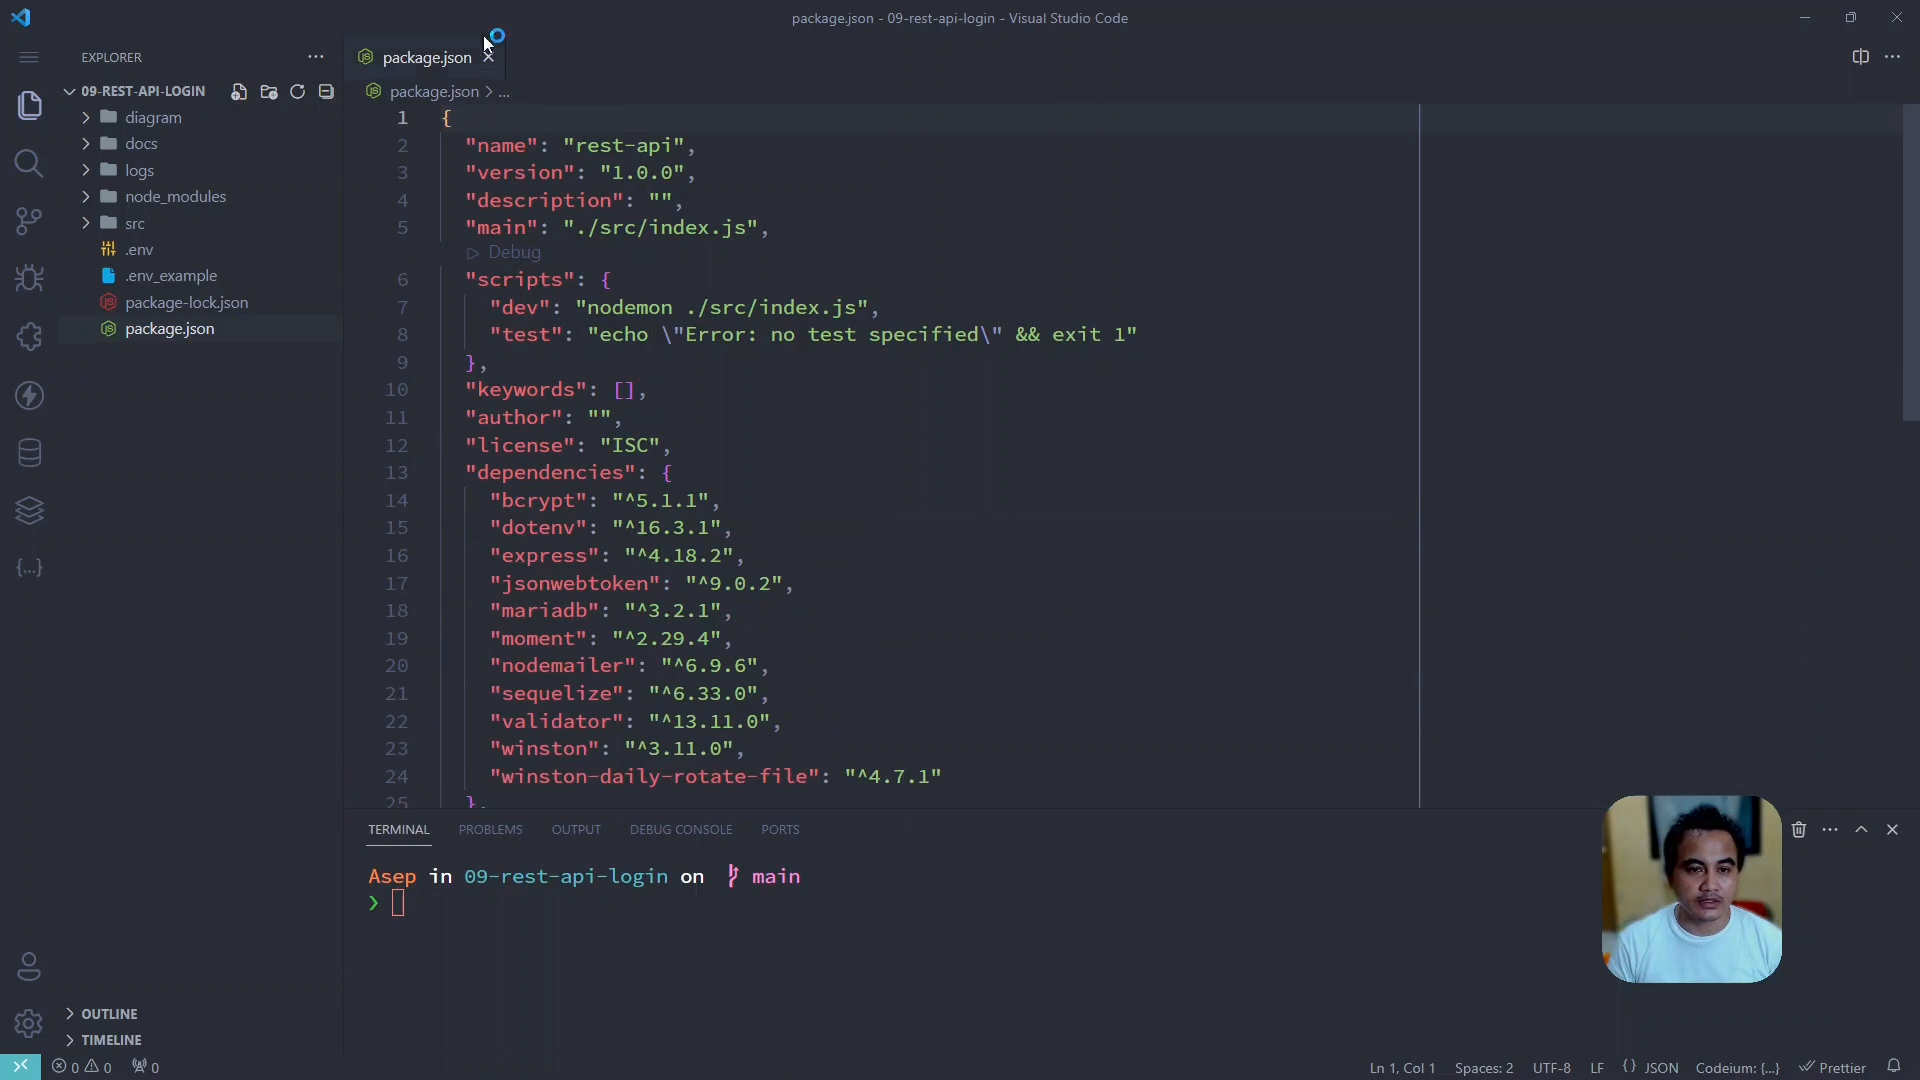 package.json - 09-rest-api-login - Visual Studio Code
EXPLORER
09-REST-API-LOGIN
diagram
docs
logs
node_modules
src
.env
.env_example
package-lock.json
package.json
package.json
package.json > ...
1 {
2 "name": "rest-api",
3 "version": "1.0.0",
4 "description": "",
5 "main": "./src/index.js",
Debug
6 "scripts": {
7 "dev": "nodemon ./src/index.js",
8 "test": "echo \"Error: no test specified\" && exit 1"
9 },
10 "keywords": [],
11 "author": "",
12 "license": "ISC",
13 "dependencies": {
14 "bcrypt": "^5.1.1",
15 "dotenv": "^16.3.1",
16 "express": "^4.18.2",
17 "jsonwebtoken": "^9.0.2",
18 "mariadb": "^3.2.1",
19 "moment": "^2.29.4",
20 "nodemailer": "^6.9.6",
21 "sequelize": "^6.33.0",
22 "validator": "^13.11.0",
23 "winston": "^3.11.0",
24 "winston-daily-rotate-file": "^4.7.1"
25 },
TERMINAL PROBLEMS OUTPUT DEBUG CONSOLE PORTS
Asep in 09-rest-api-login on main
❯
OUTLINE
TIMELINE
0 0 0
Ln 1, Col 1 Spaces: 2 UTF-8 LF {} JSON Codeium: {...} Prettier